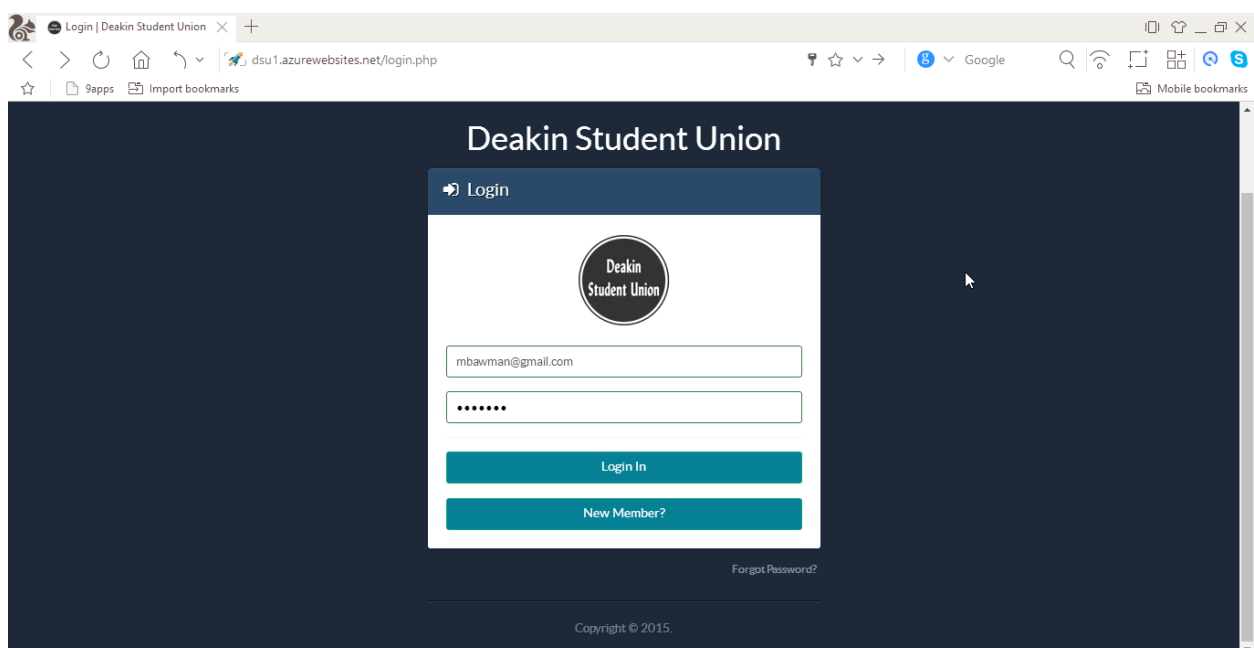 Login | Deakin Student Union
dsu1.azurewebsites.net/login.php
Google
9apps
Import bookmarks
Mobile bookmarks
Deakin Student Union
Login
Deakin
Student Union
mbawman@gmail.com
•••••••
Login In
New Member?
Forgot Password?
Copyright © 2015.